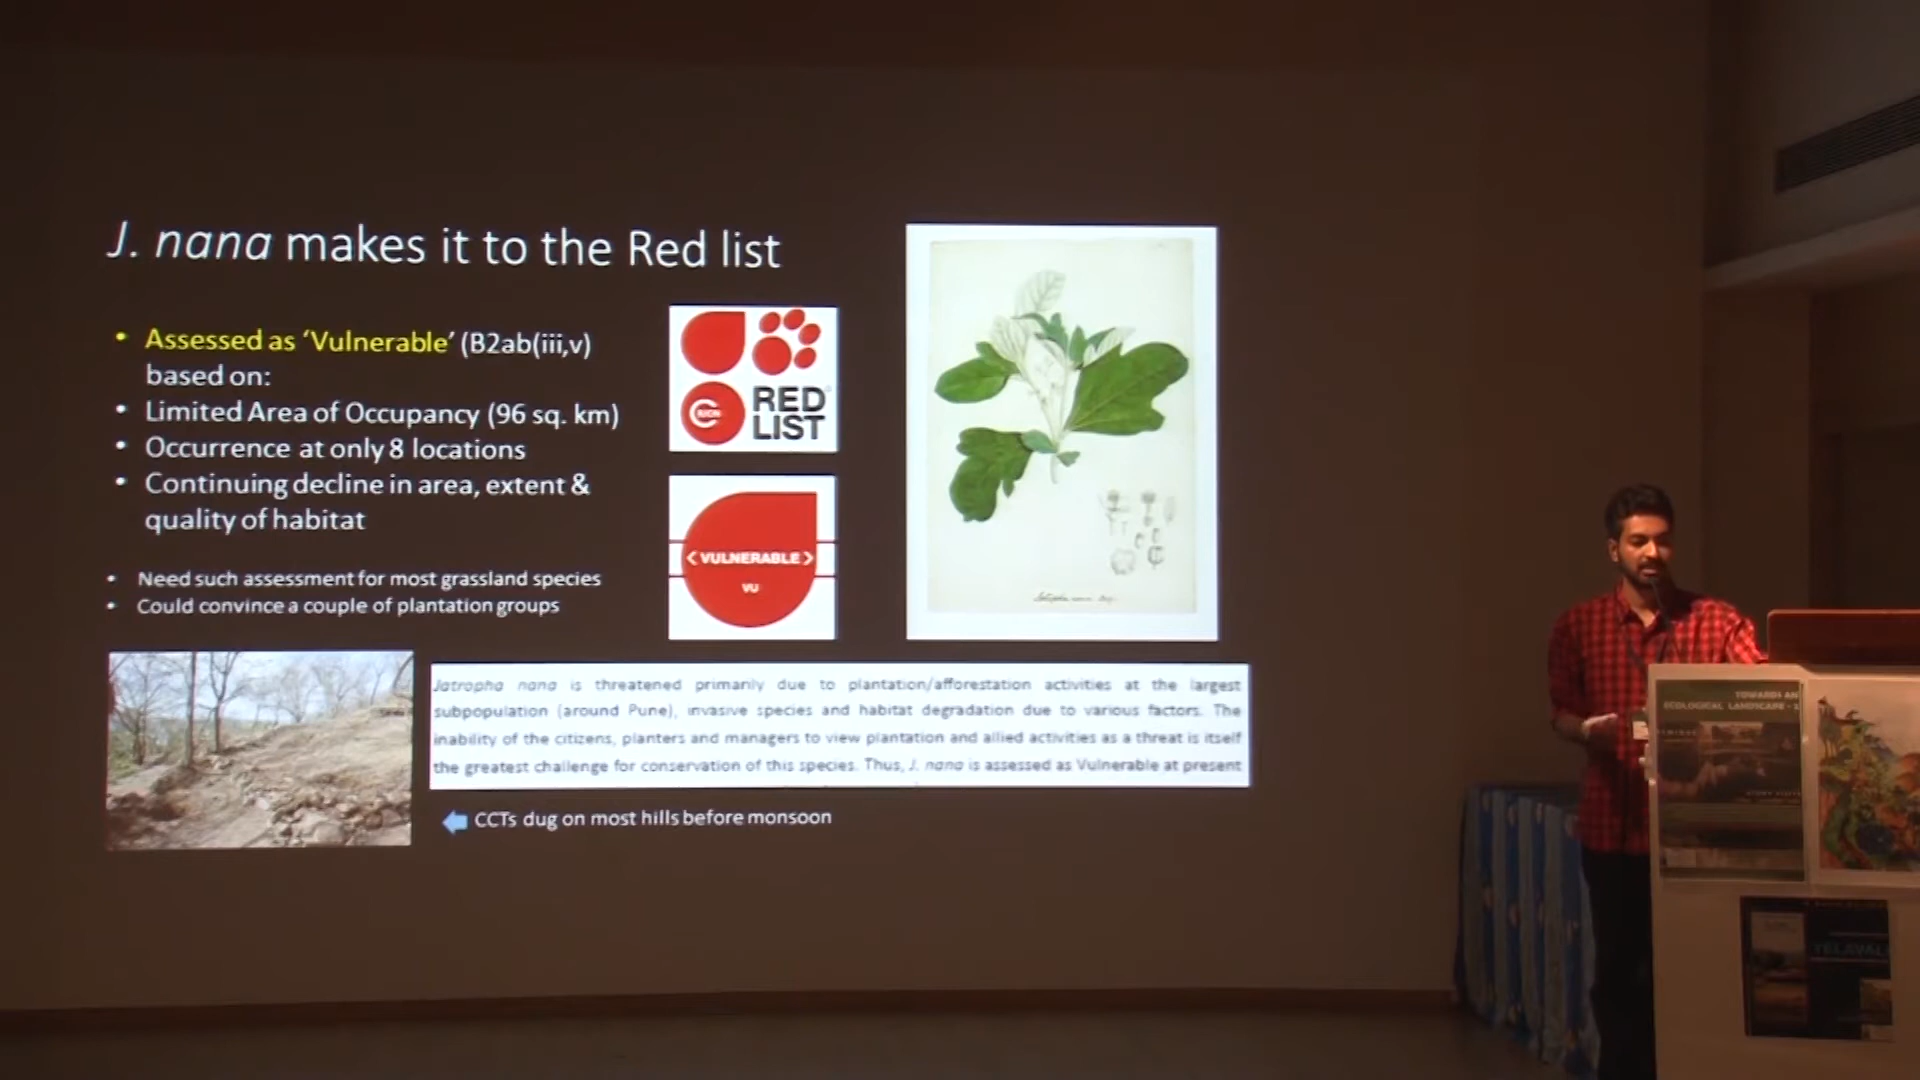 J. nana makes it to the Red list
• Assessed as ‘Vulnerable’ (B2ab(iii,v)
based on:
• Limited Area of Occupancy (96 sq. km)
• Occurrence at only 8 locations
• Continuing decline in area, extent &
quality of habitat
• Need such assessment for most grassland species
• Could convince a couple of plantation groups
IUCN
RED
LIST
<VULNERABLE>
VU
Jatropha nana is threatened primarily due to plantation/afforestation activities at the largest
subpopulation (around Pune), invasive species and habitat degradation due to various factors. The
inability of the citizens, planters and managers to view plantation and allied activities as a threat is itself
the greatest challenge for conservation of this species. Thus, J. nana is assessed as Vulnerable at present
CCTs dug on most hills before monsoon
TOWARDS AN
ECOLOGICAL LANDSCAPE